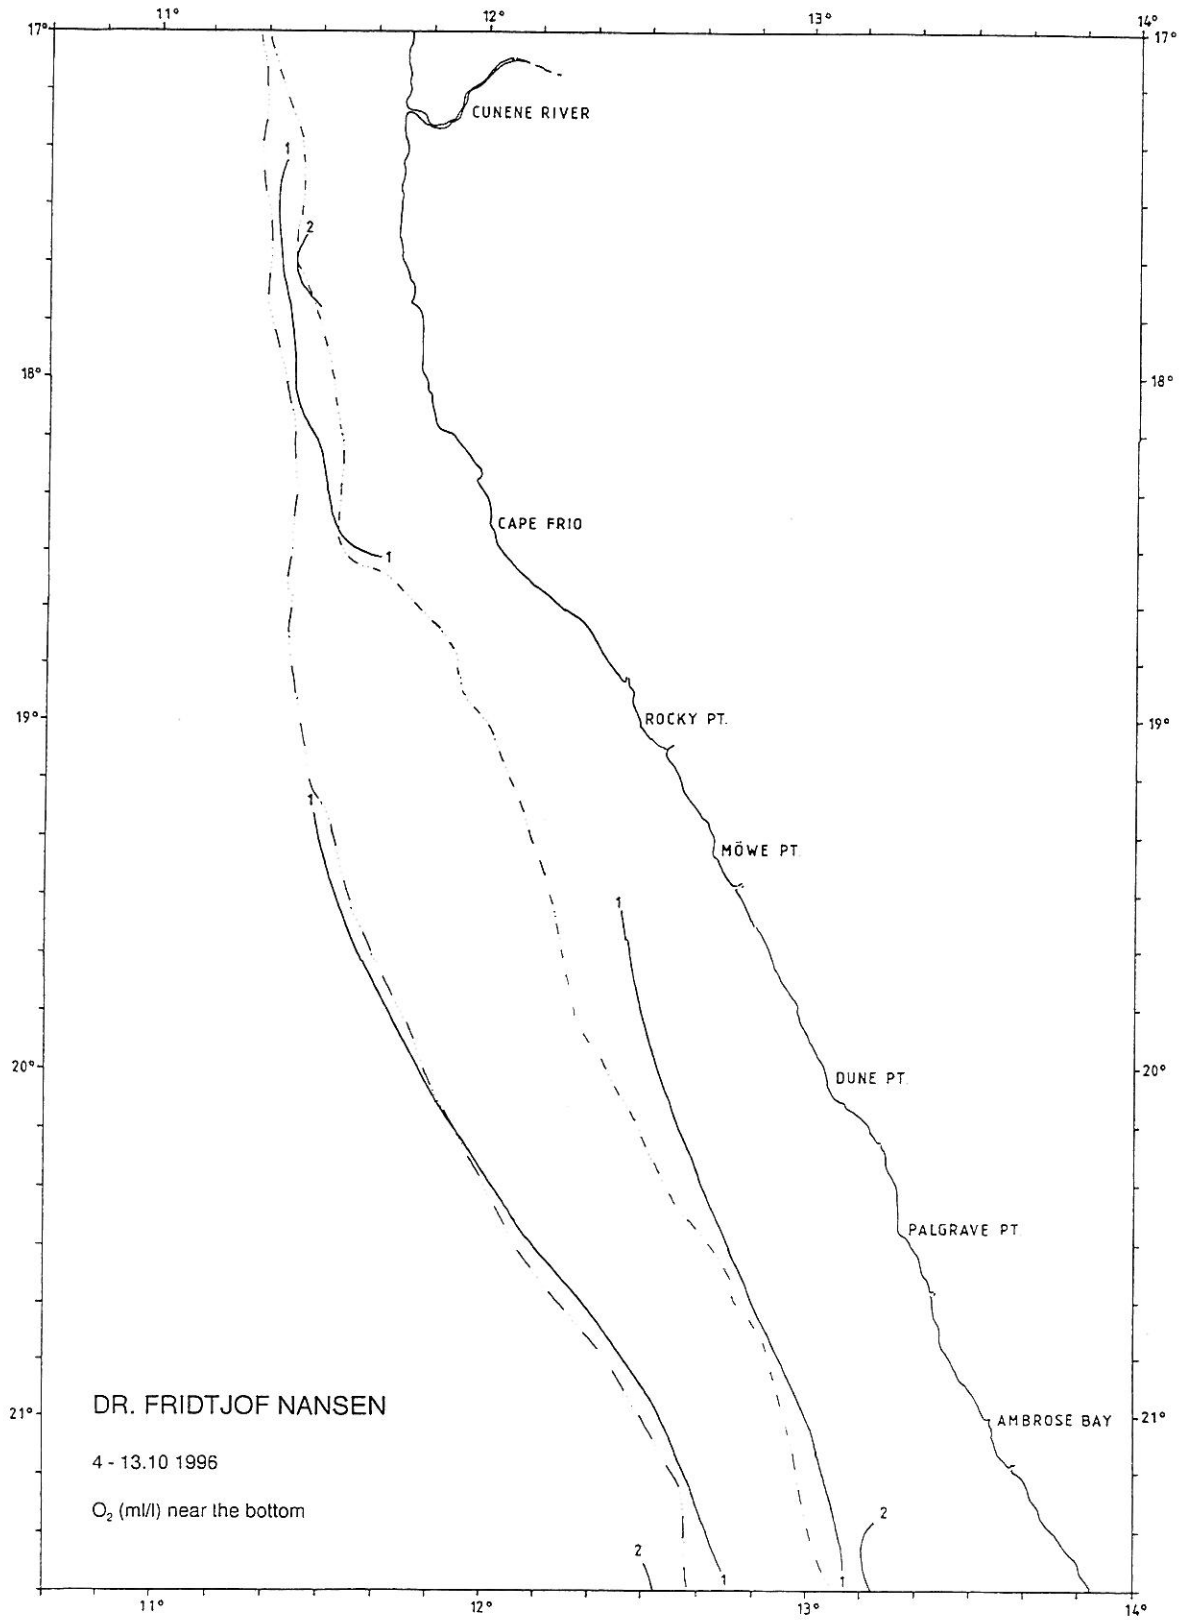 11° 12° 13° 14°
17° 17°
CUNENE RIVER
1
2
18° 18°
CAPE FRIO
1
19° 19°
ROCKY PT.
1
MÖWE PT.
1
20° 20°
DUNE PT.
PALGRAVE PT.
DR. FRIDTJOF NANSEN
21° 21°
AMBROSE BAY
4 - 13.10 1996
O₂ (ml/l) near the bottom
2
2
1 1
11° 12° 13° 14°